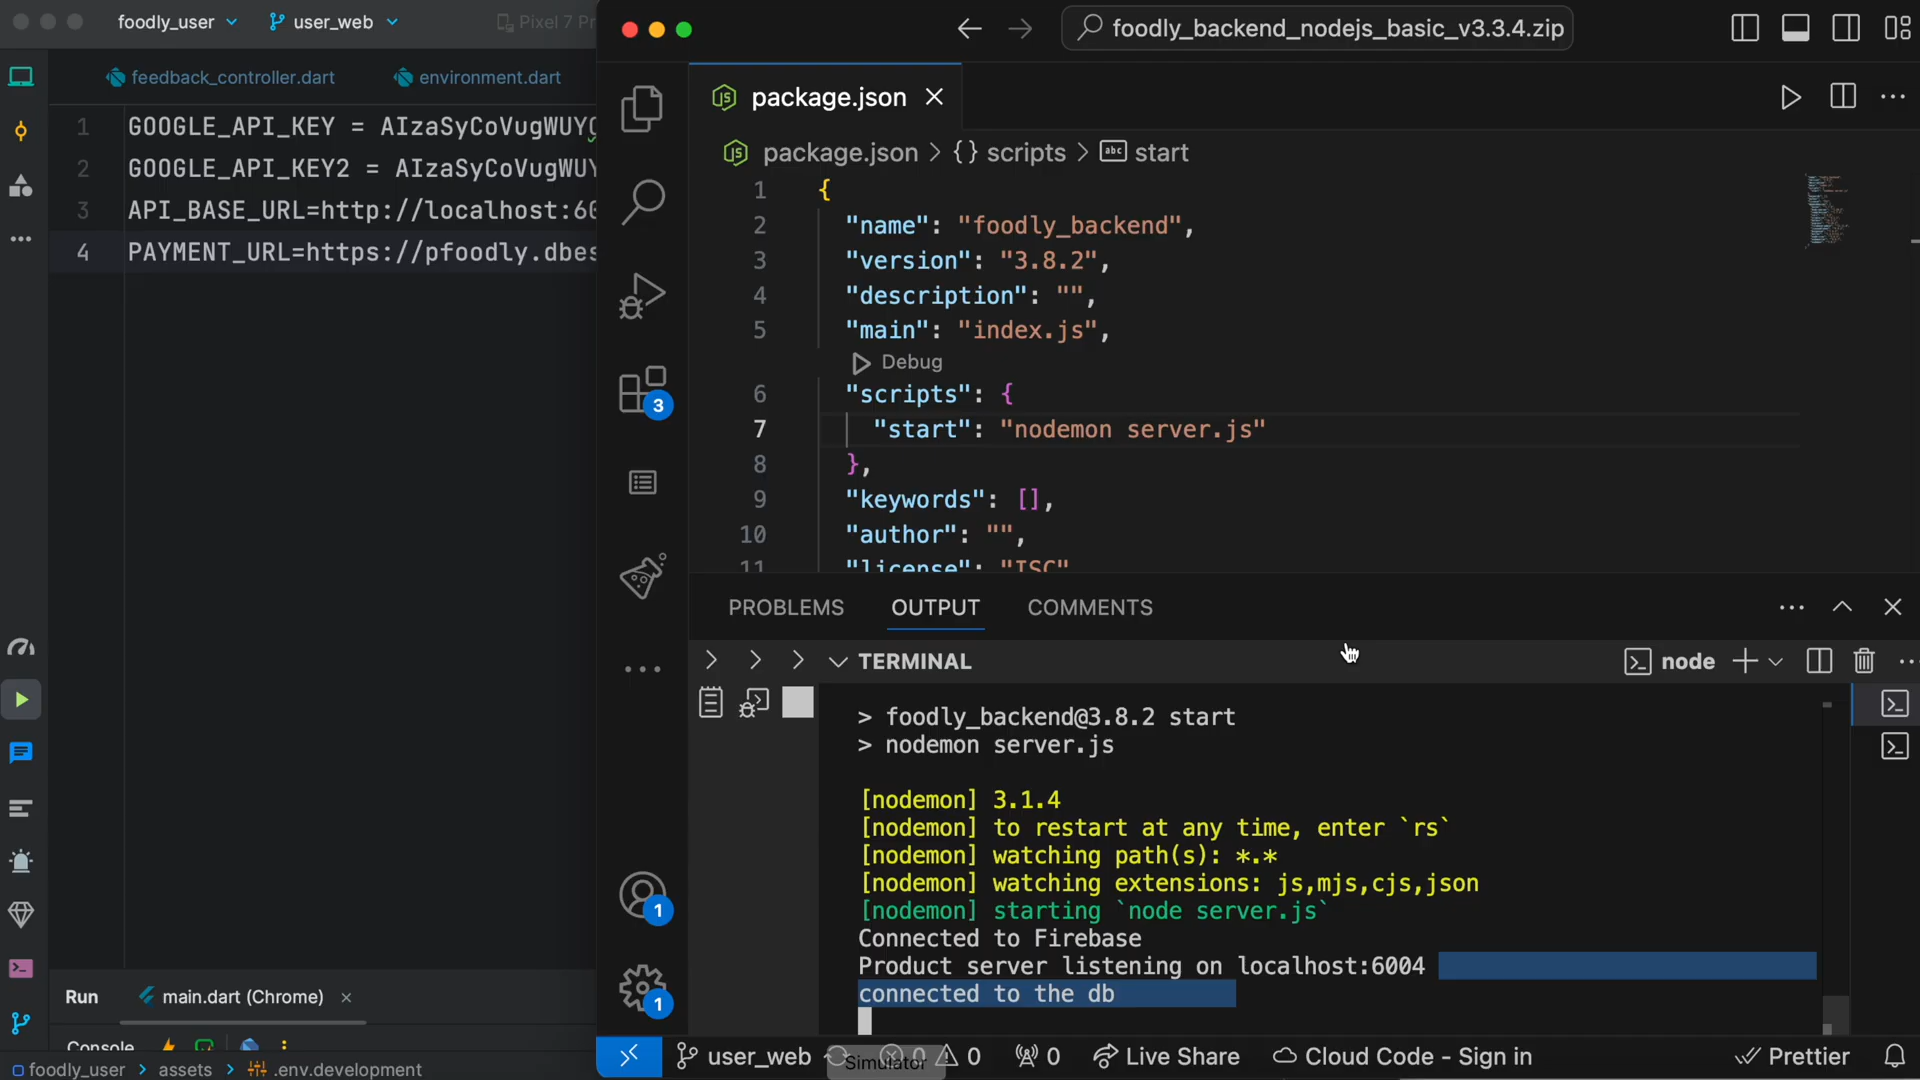 foodly_user
user_web
Pixel 7 Pr
feedback_controller.dart
environment.dart
1 GOOGLE_API_KEY = AIzaSyCoVugWUY
2 GOOGLE_API_KEY2 = AIzaSyCoVugWUY
3 API_BASE_URL=http://localhost:60
4 PAYMENT_URL=https://pfoodly.dbes
Run
main.dart (Chrome)
Console
foodly_user > assets > .env.development
foodly_backend_nodejs_basic_v3.3.4.zip
package.json
package.json > {} scripts > abc start
1 {
2 "name": "foodly_backend",
3 "version": "3.8.2",
4 "description": "",
5 "main": "index.js",
Debug
6 "scripts": {
7 "start": "nodemon server.js"
8 },
9 "keywords": [],
10 "author": "",
11 "license": "ISC"
3
1
1
PROBLEMS
OUTPUT
COMMENTS
TERMINAL
node
> foodly_backend@3.8.2 start
> nodemon server.js
[nodemon] 3.1.4
[nodemon] to restart at any time, enter `rs`
[nodemon] watching path(s): *.*
[nodemon] watching extensions: js,mjs,cjs,json
[nodemon] starting `node server.js`
Connected to Firebase
Product server listening on localhost:6004
connected to the db
user_web
0
0
0
Live Share
Cloud Code - Sign in
Prettier
Simulator